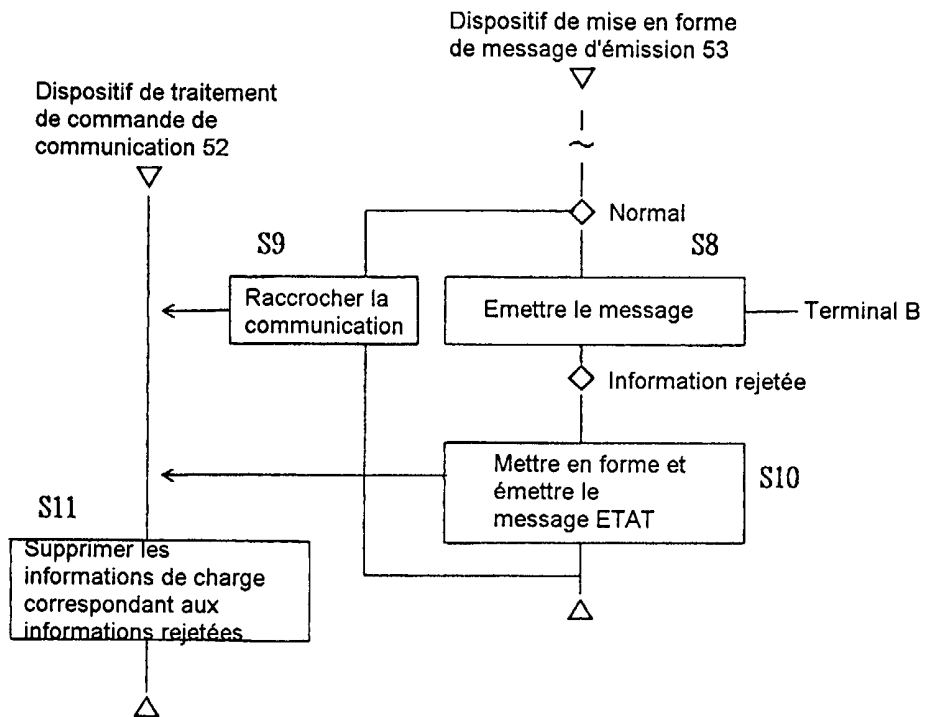 Dispositif de mise en forme
de message d'émission 53
Dispositif de traitement
de commande de
communication 52
~
Normal
S9
S8
Raccrocher la
communication
Emettre le message
Terminal B
Information rejetée
Mettre en forme et
émettre le
message ETAT
S10
S11
Supprimer les
informations de charge
correspondant aux
informations rejetées